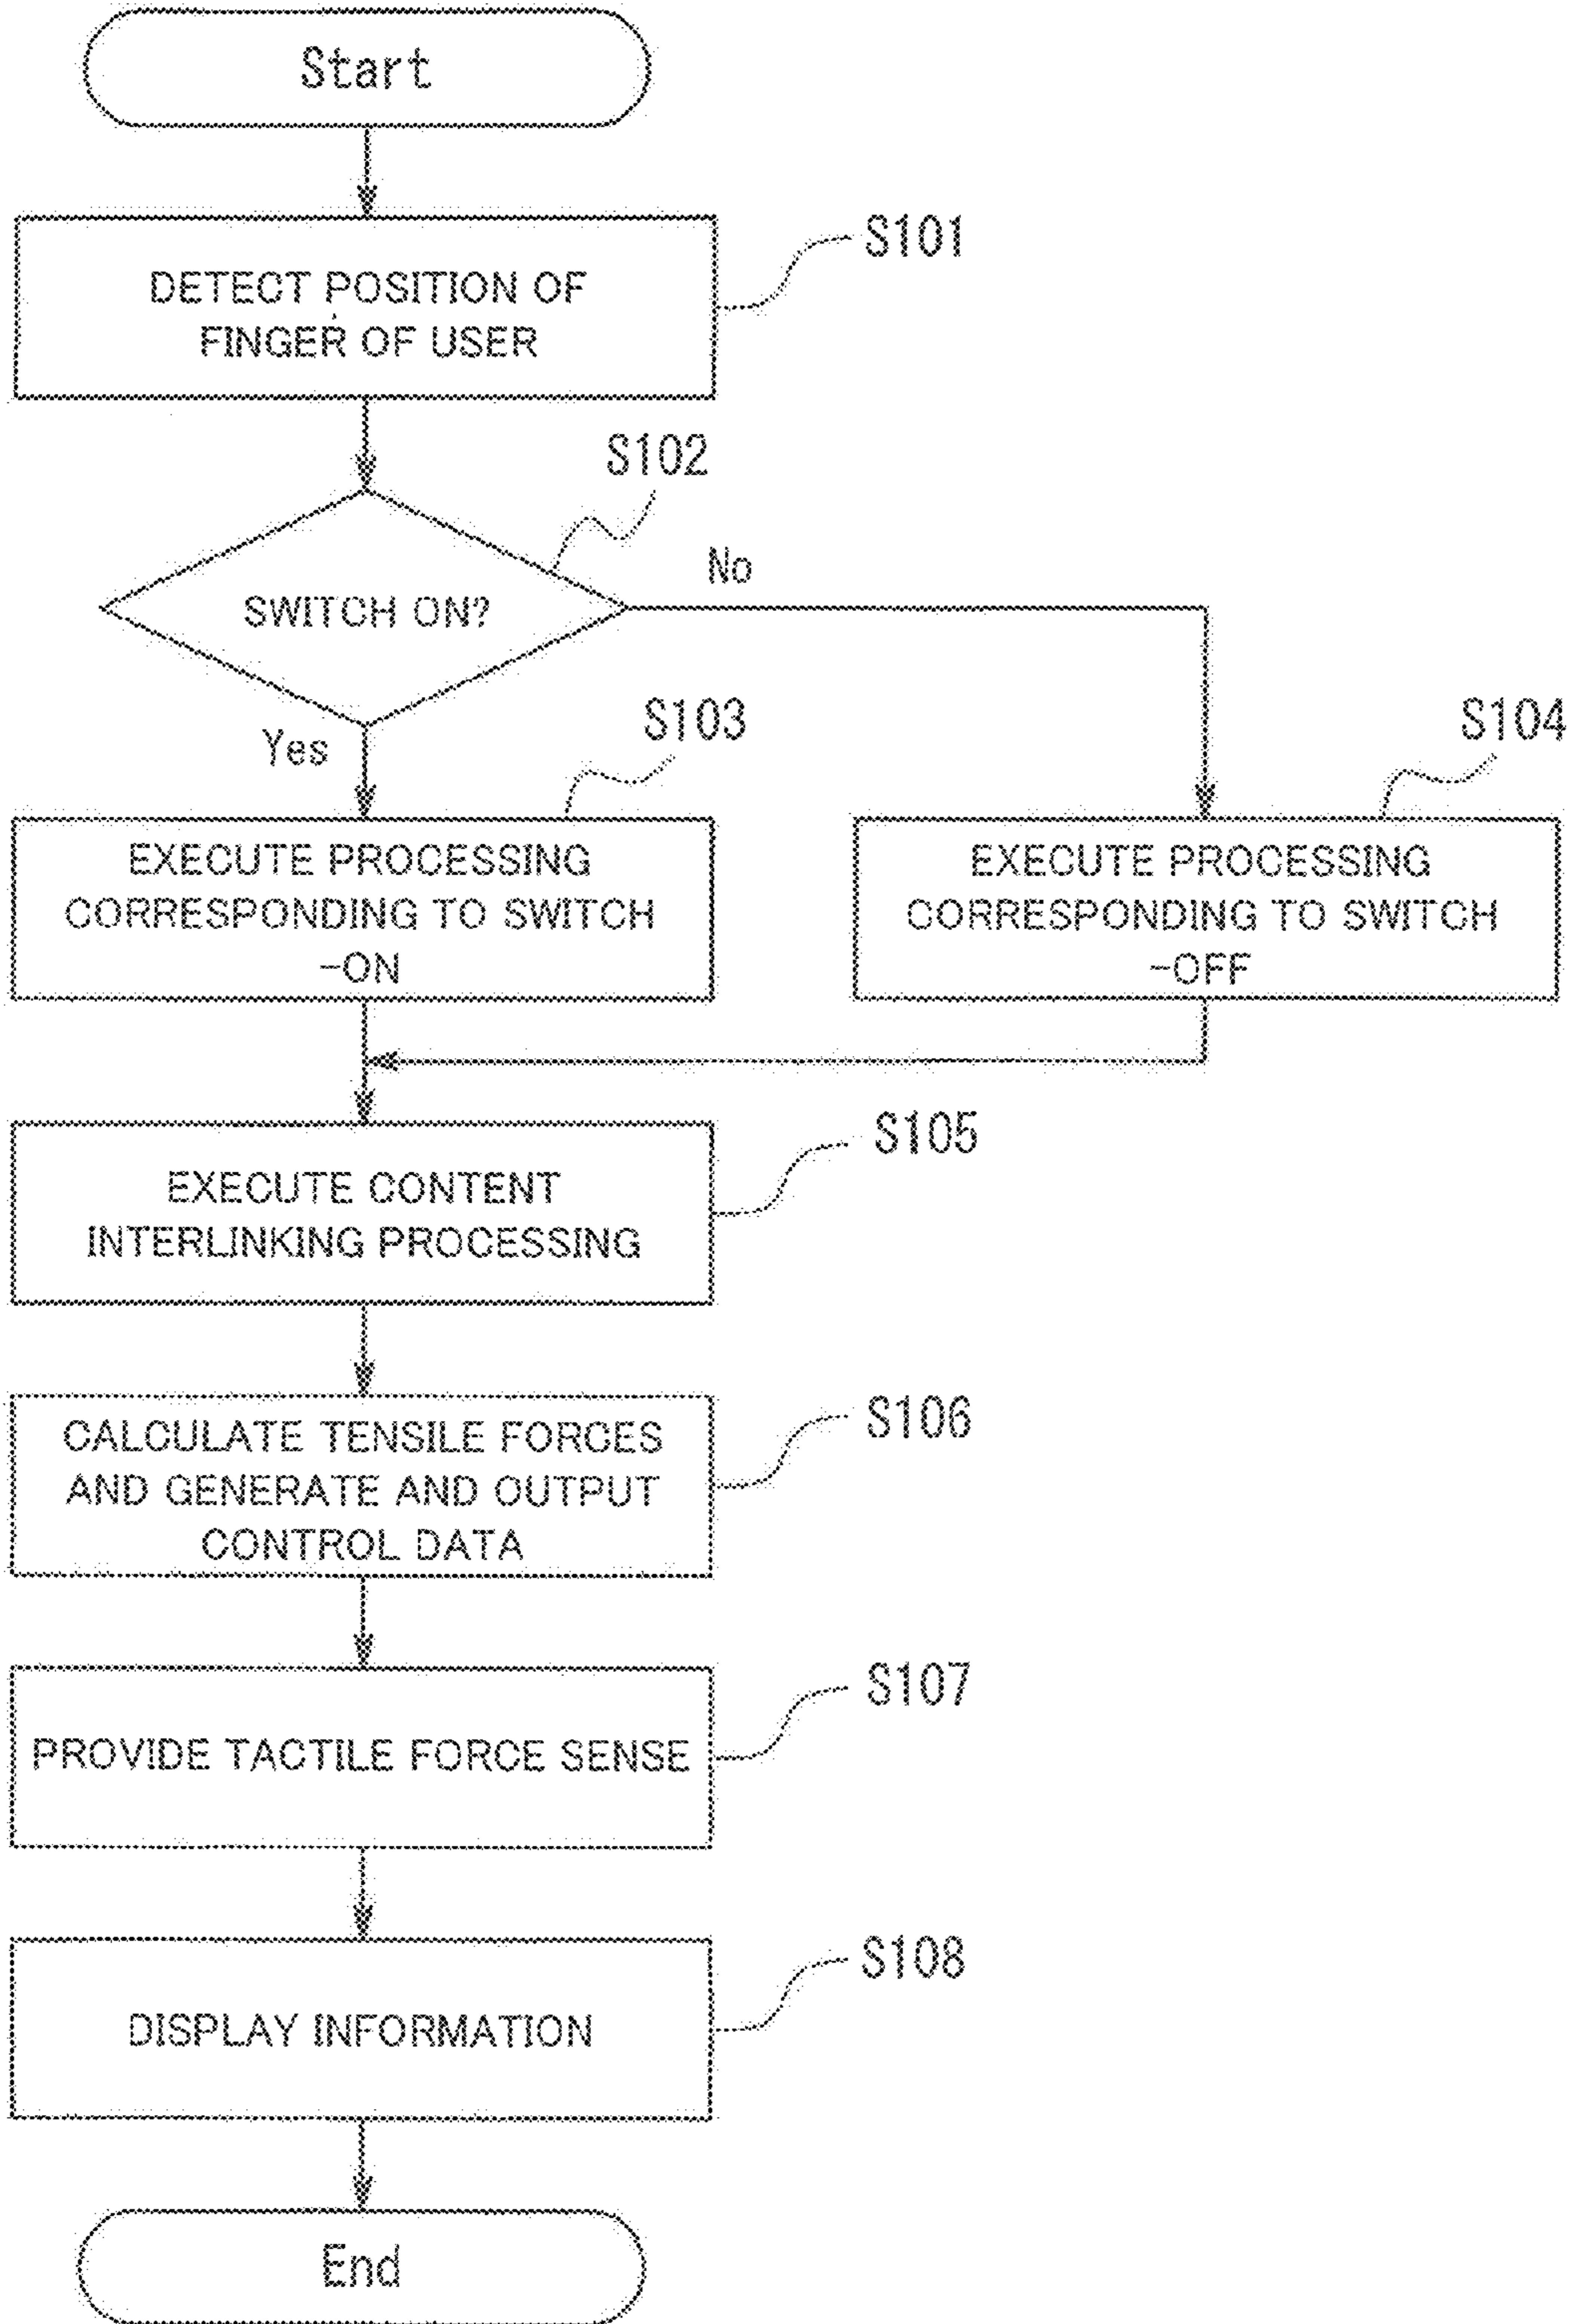 Start
S101
DETECT POSITION OF
FINGER OF USER
S102
No
SWITCH ON?
Yes
S103
S104
EXECUTE PROCESSING
CORRESPONDING TO SWITCH
-ON
EXECUTE PROCESSING
CORRESPONDING TO SWITCH
-OFF
S105
EXECUTE CONTENT
INTERLINKING PROCESSING
S106
CALCULATE TENSILE FORCES
AND GENERATE AND OUTPUT
CONTROL DATA
S107
PROVIDE TACTILE FORCE SENSE
S108
DISPLAY INFORMATION
End